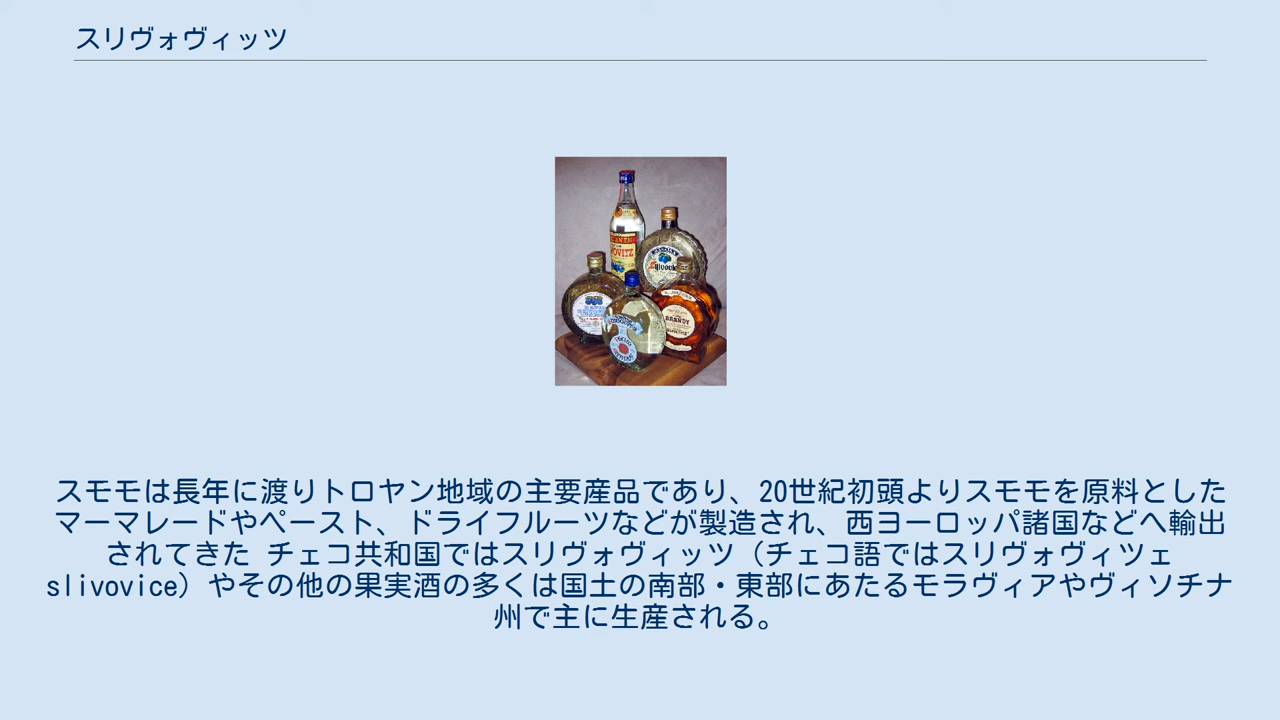 スリヴォヴィッツ
BRANDY
スモモは長年に渡りトロヤン地域の主要産品であり、20世紀初頭よりスモモを原料とした
マーマレードやペースト、ドライフルーツなどが製造され、西ヨーロッパ諸国などへ輸出
されてきた チェコ共和国ではスリヴォヴィッツ（チェコ語ではスリヴォヴィツェ
slivovice）やその他の果実酒の多くは国土の南部・東部にあたるモラヴィアやヴィソチナ
州で主に生産される。